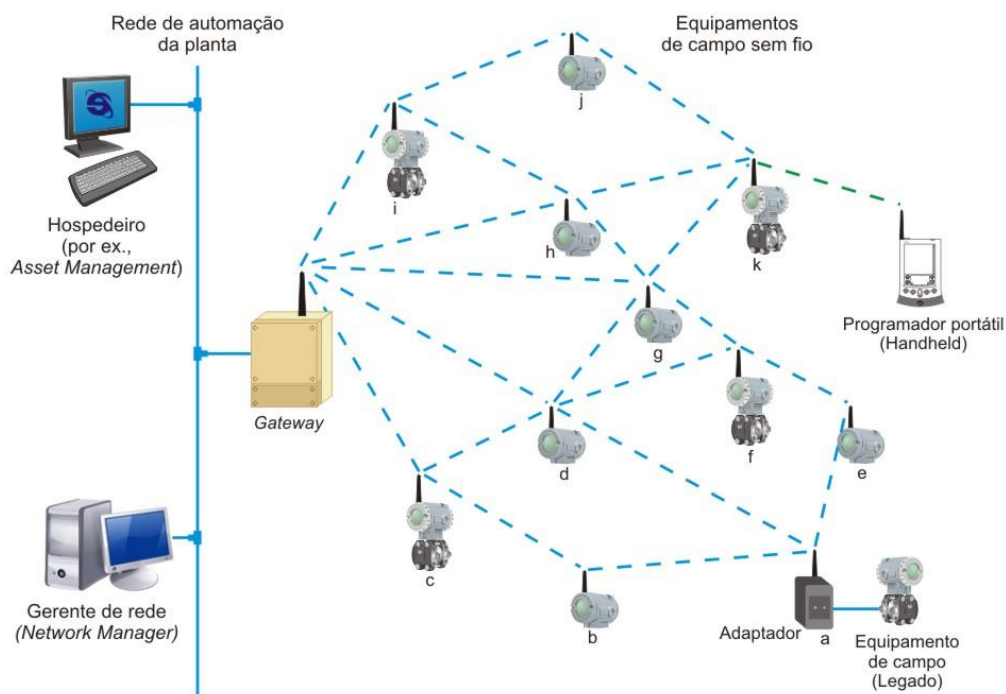 Rede de automação
da planta
Equipamentos
de campo sem fio
j
i
Hospedeiro
(por ex.,
Asset Management)
h
k
Programador portátil
(Handheld)
g
Gateway
d
f
e
c
Gerente de rede
(Network Manager)
b
Adaptador
a
Equipamento
de campo
(Legado)